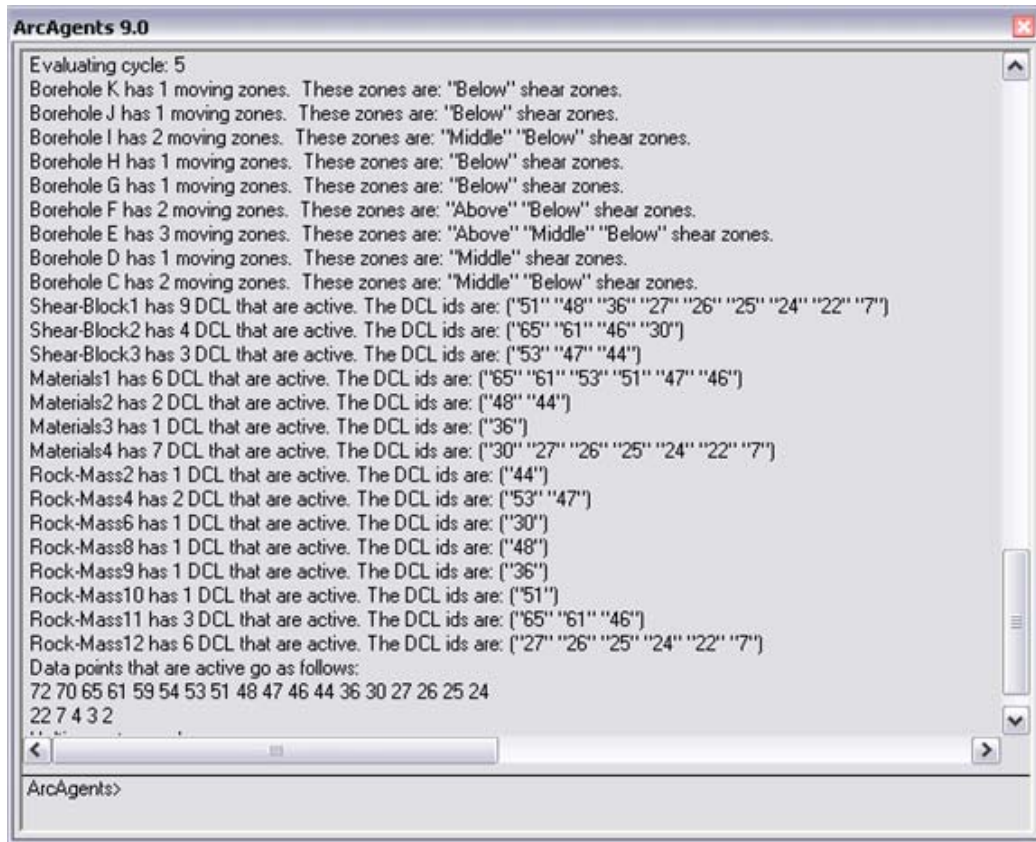 ArcAgents 9.0
Evaluating cycle: 5
Borehole K has 1 moving zones. These zones are: "Below" shear zones.
Borehole J has 1 moving zones. These zones are: "Below" shear zones.
Borehole I has 2 moving zones. These zones are: "Middle" "Below" shear zones.
Borehole H has 1 moving zones. These zones are: "Below" shear zones.
Borehole G has 1 moving zones. These zones are: "Below" shear zones.
Borehole F has 2 moving zones. These zones are: "Above" "Below" shear zones.
Borehole E has 3 moving zones. These zones are: "Above" "Middle" "Below" shear zones.
Borehole D has 1 moving zones. These zones are: "Middle" shear zones.
Borehole C has 2 moving zones. These zones are: "Middle" "Below" shear zones.
Shear-Block1 has 9 DCL that are active. The DCL ids are: ("51" "48" "36" "27" "26" "25" "24" "22" "7")
Shear-Block2 has 4 DCL that are active. The DCL ids are: ("65" "61" "46" "30")
Shear-Block3 has 3 DCL that are active. The DCL ids are: ("53" "47" "44")
Materials1 has 6 DCL that are active. The DCL ids are: ("65" "61" "53" "51" "47" "46")
Materials2 has 2 DCL that are active. The DCL ids are: ("48" "44")
Materials3 has 1 DCL that are active. The DCL ids are: ("36")
Materials4 has 7 DCL that are active. The DCL ids are: ("30" "27" "26" "25" "24" "22" "7")
Rock-Mass2 has 1 DCL that are active. The DCL ids are: ("44")
Rock-Mass4 has 2 DCL that are active. The DCL ids are: ("53" "47")
Rock-Mass6 has 1 DCL that are active. The DCL ids are: ("30")
Rock-Mass8 has 1 DCL that are active. The DCL ids are: ("48")
Rock-Mass9 has 1 DCL that are active. The DCL ids are: ("36")
Rock-Mass10 has 1 DCL that are active. The DCL ids are: ("51")
Rock-Mass11 has 3 DCL that are active. The DCL ids are: ("65" "61" "46")
Rock-Mass12 has 6 DCL that are active. The DCL ids are: ("27" "26" "25" "24" "22" "7")
Data points that are active go as follows:
72 70 65 61 59 54 53 51 48 47 46 44 36 30 27 26 25 24
22 7 4 3 2
ArcAgents>